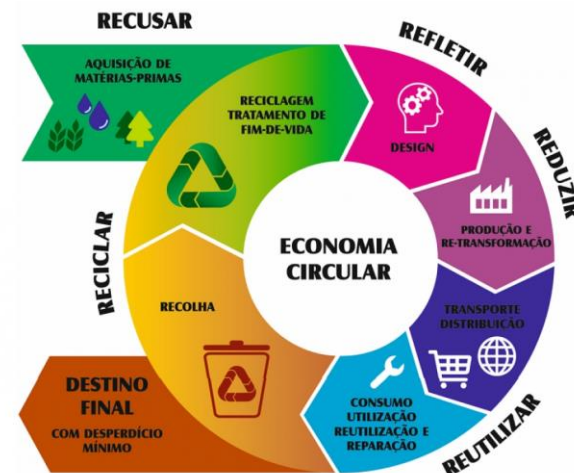 RECUSAR
AQUISIÇÃO DE
MATÉRIAS-PRIMAS
RECICLAGEM
TRATAMENTO DE
FIM-DE-VIDA
REFLETIR
DESIGN
REDUZIR
PRODUÇÃO E
RE-TRANSFORMAÇÃO
ECONOMIA
CIRCULAR
TRANSPORTE
DISTRIBUIÇÃO
REUTILIZAR
CONSUMO
UTILIZAÇÃO
REUTILIZAÇÃO E
REPARAÇÃO
RECICLAR
RECOLHA
DESTINO
FINAL
COM DESPERDÍCIO
MÍNIMO